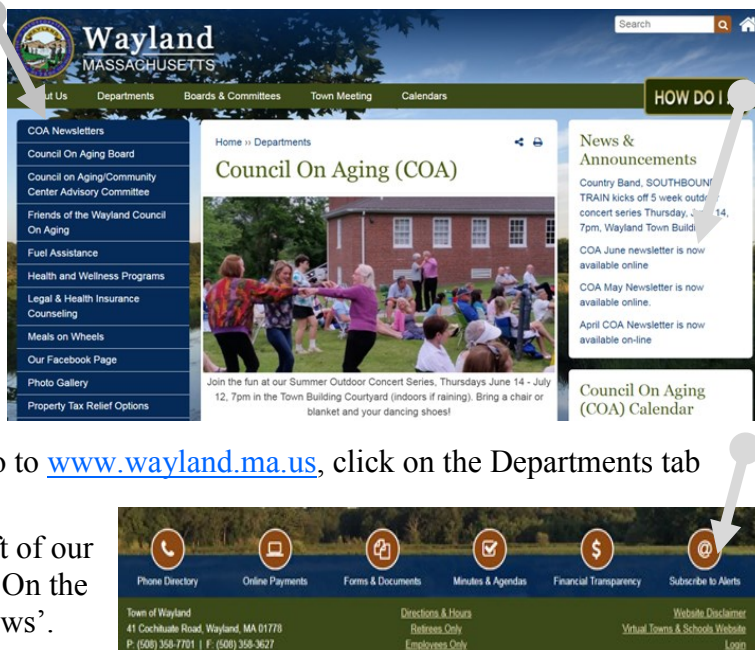 Wayland
MASSACHUSETTS
Search
ut Us Departments Boards & Committees Town Meeting Calendars
HOW DO I
COA Newsletters
Council On Aging Board
Council on Aging/Community
Center Advisory Committee
Friends of the Wayland Council
On Aging
Fuel Assistance
Health and Wellness Programs
Legal & Health Insurance
Counseling
Meals on Wheels
Our Facebook Page
Photo Gallery
Property Tax Relief Options
Home ›› Departments
Council On Aging (COA)
Join the fun at our Summer Outdoor Concert Series, Thursdays June 14 - July
12, 7pm in the Town Building Courtyard (indoors if raining). Bring a chair or
blanket and your dancing shoes!
News &
Announcements
Country Band, SOUTHBOUN
TRAIN kicks off 5 week outdo
concert series Thursday, 14,
7pm, Wayland Town Buildi
COA June newsletter is now
available online
COA May Newsletter is now
available online.
April COA Newsletter is now
available on-line
Council On Aging
(COA) Calendar
o to www.wayland.ma.us, click on the Departments tab
t of our
On the
ws’.
Phone Directory Online Payments Forms & Documents Minutes & Agendas Financial Transparency Subscribe to Alerts
Town of Wayland
41 Cochituate Road, Wayland, MA 01778
P: (508) 358-7701 | F: (508) 358-3627
Directions & Hours
Retirees Only
Employees Only
Website Disclaimer
Virtual Towns & Schools Website
Login